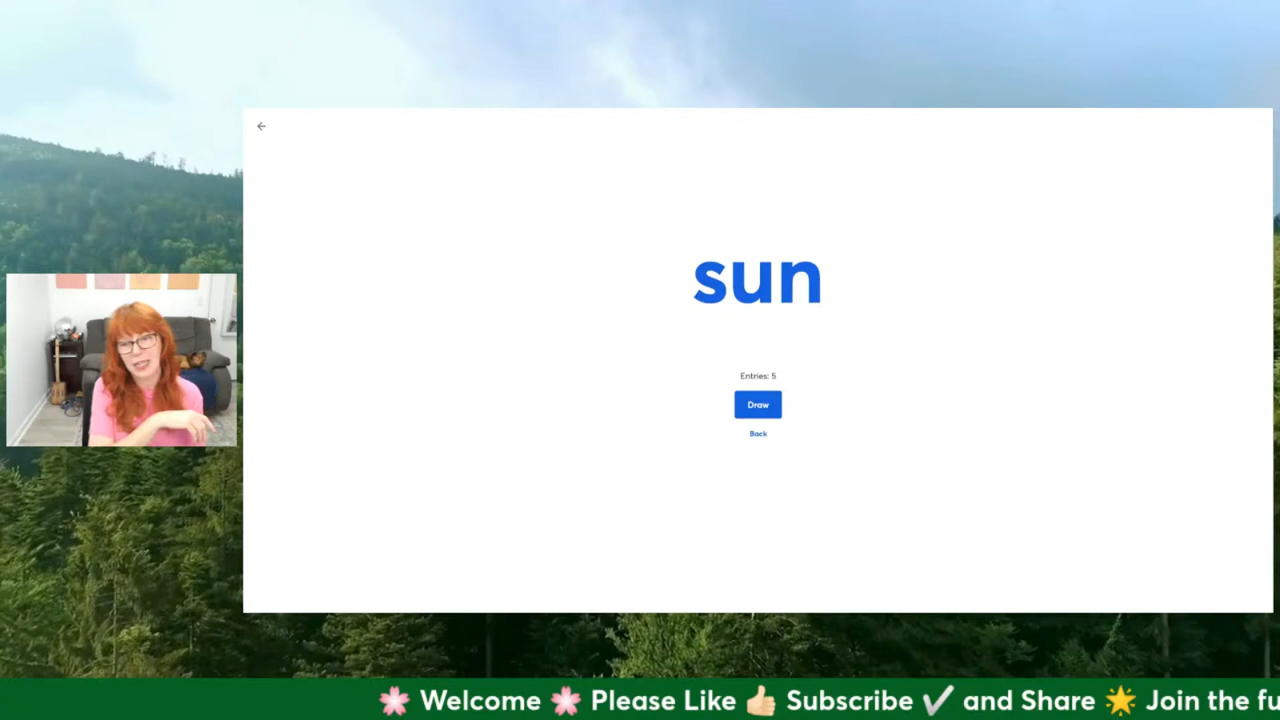 sun
Entries: 5
Draw
Back
🌸 Welcome 🌸 Please Like 👍🏼 Subscribe ✔️ and Share 🌟 Join the fu